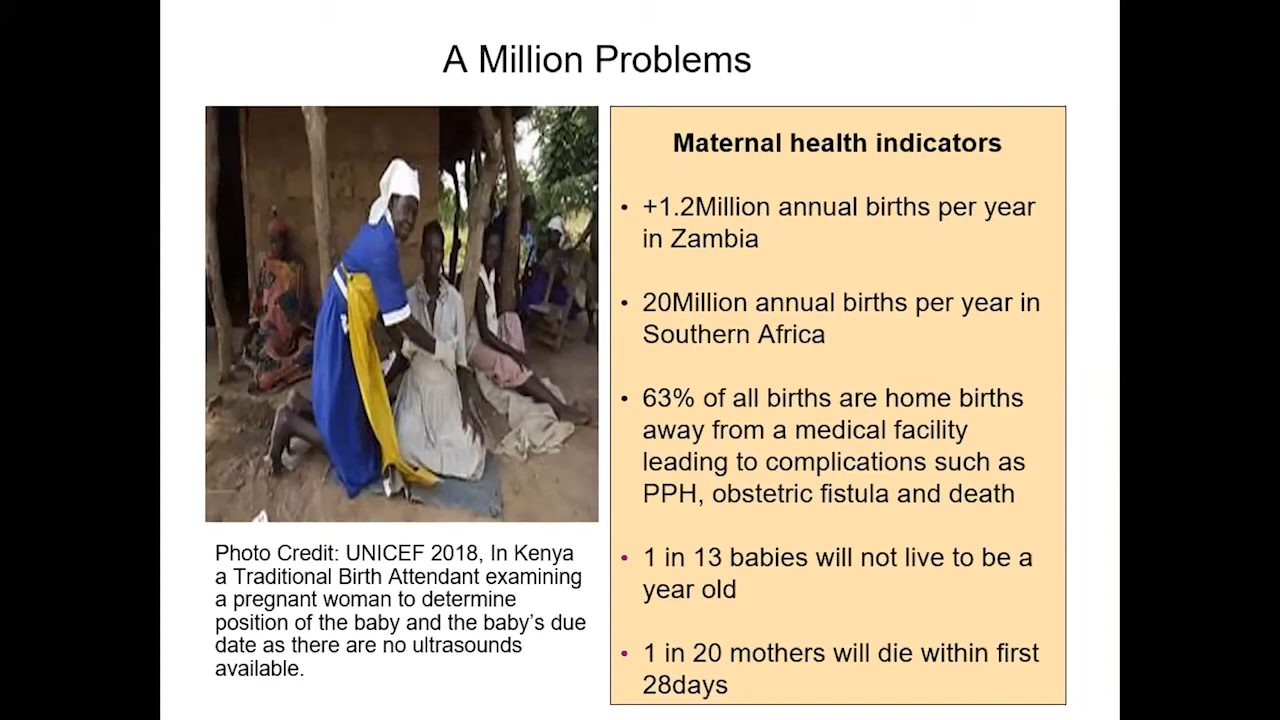 A Million Problems
Maternal health indicators
• +1.2Million annual births per year
in Zambia
• 20Million annual births per year in
Southern Africa
• 63% of all births are home births
away from a medical facility
leading to complications such as
PPH, obstetric fistula and death
• 1 in 13 babies will not live to be a
year old
• 1 in 20 mothers will die within first
28days
Photo Credit: UNICEF 2018, In Kenya
a Traditional Birth Attendant examining
a pregnant woman to determine
position of the baby and the baby’s due
date as there are no ultrasounds
available.